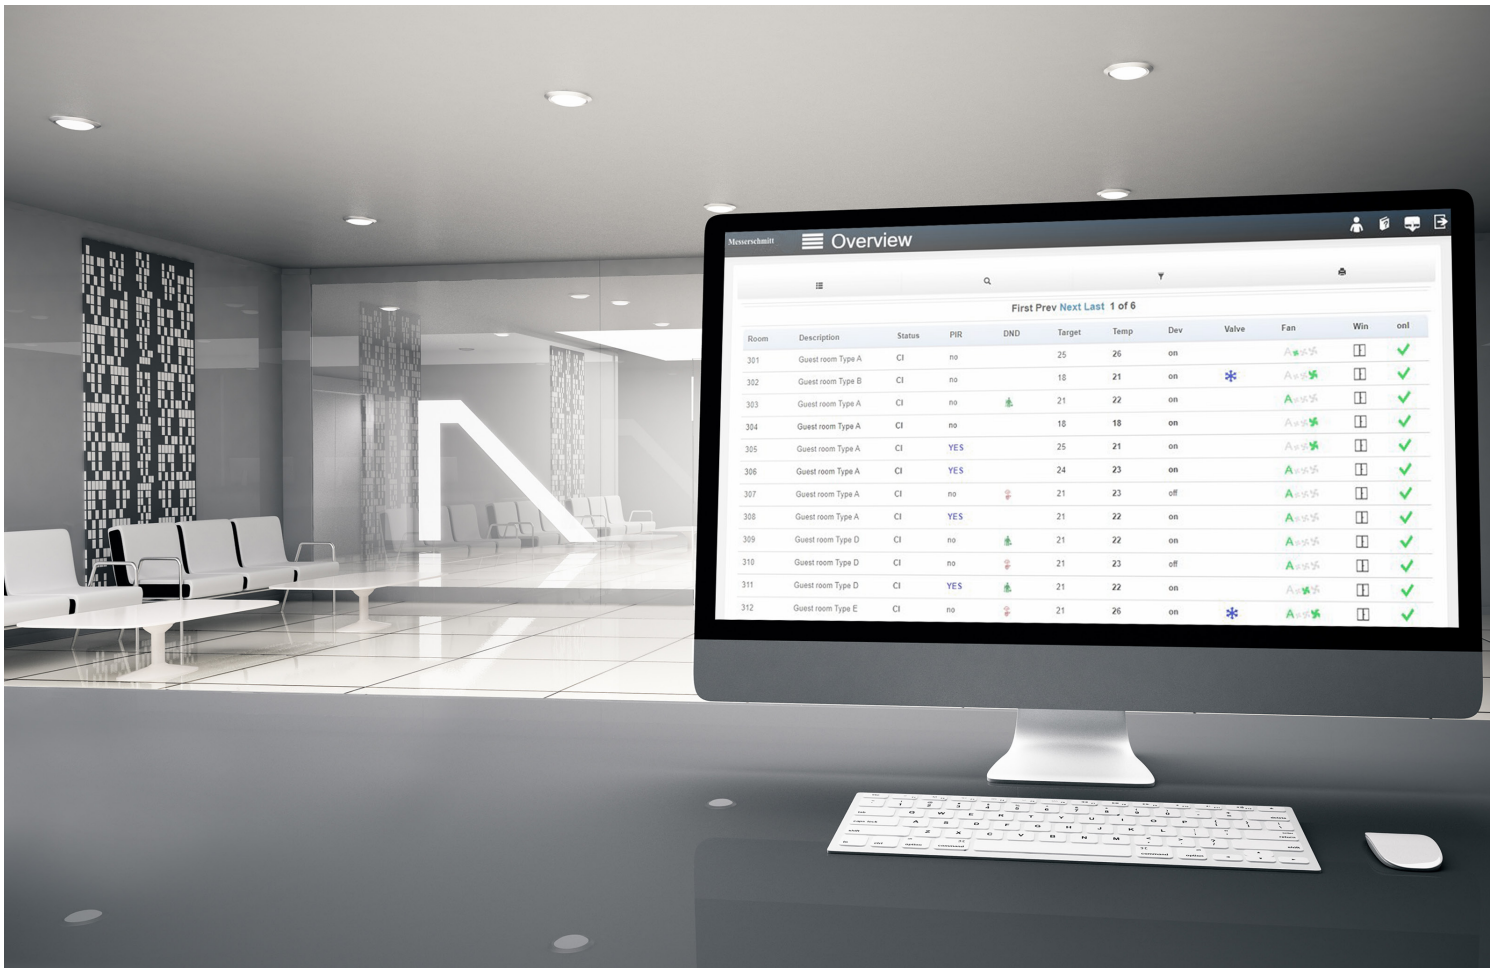 Messerschmitt Overview
First Prev Next Last 1 of 6
Room Description Status PIR DND Target Temp Dev Valve Fan Win onl
301 Guest room Type A CI no 25 26 on A
302 Guest room Type B CI no 18 21 on A
303 Guest room Type A CI no 21 22 on A
304 Guest room Type A CI no 18 18 on A
305 Guest room Type A CI YES 25 21 on A
306 Guest room Type A CI YES 24 23 on A
307 Guest room Type A CI no 21 23 off A
308 Guest room Type A CI YES 21 22 on A
309 Guest room Type D CI no 21 22 on A
310 Guest room Type D CI no 21 23 off A
311 Guest room Type D CI YES 21 22 on A
312 Guest room Type E CI no 21 26 on A
Q W E R T Y U I O P
A S D F G H J K L
Z X C V B N M
command option